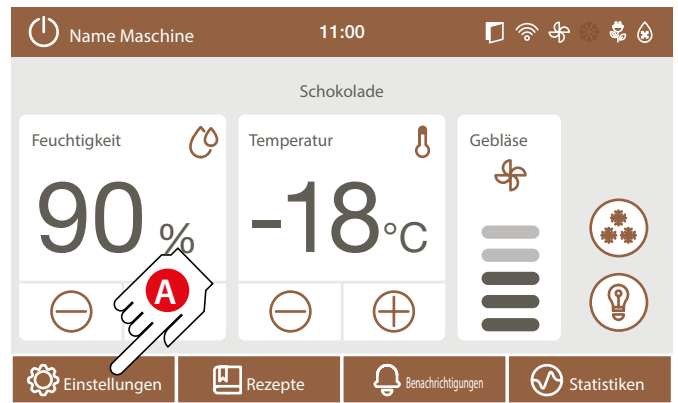 Name Maschine 11:00
Schokolade
Feuchtigkeit Temperatur Gebläse
90 % -18°C
A
Einstellungen Rezepte Benachrichtigungen Statistiken